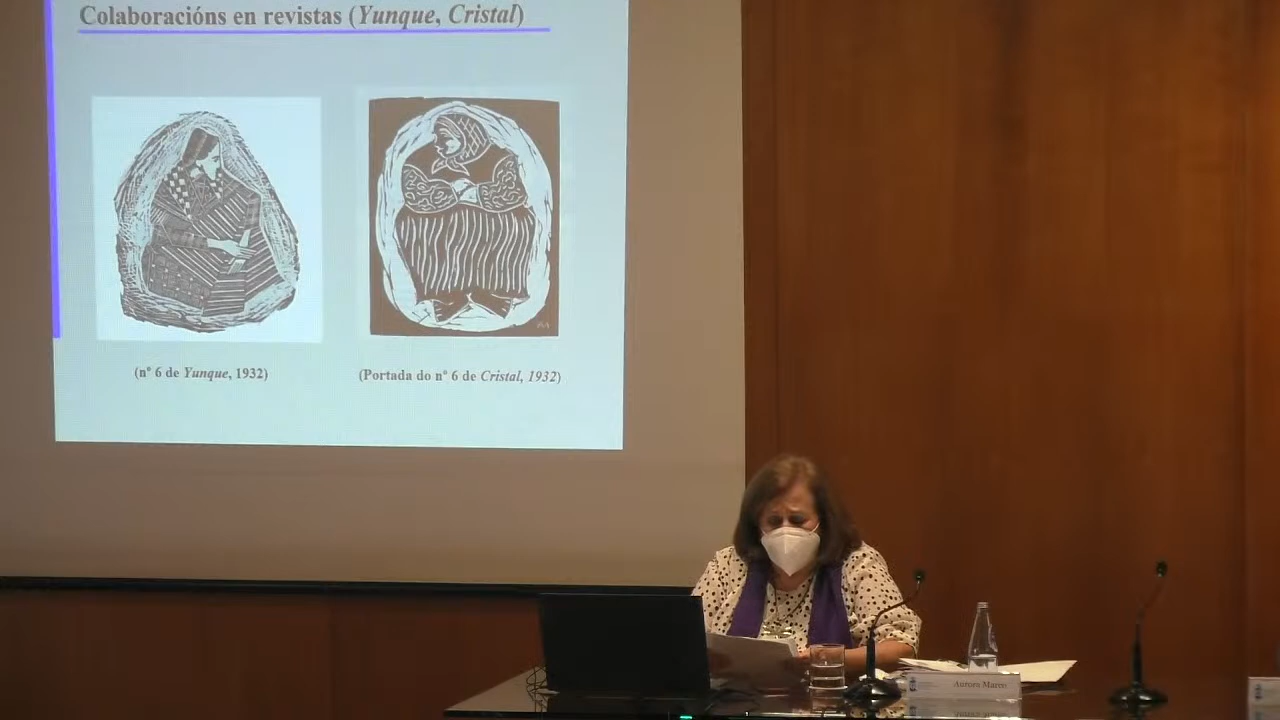 Colaboracións en revistas (Yunque, Cristal)
(nº 6 de Yunque, 1932)
(Portada do nº 6 de Cristal, 1932)
Aurora Marco